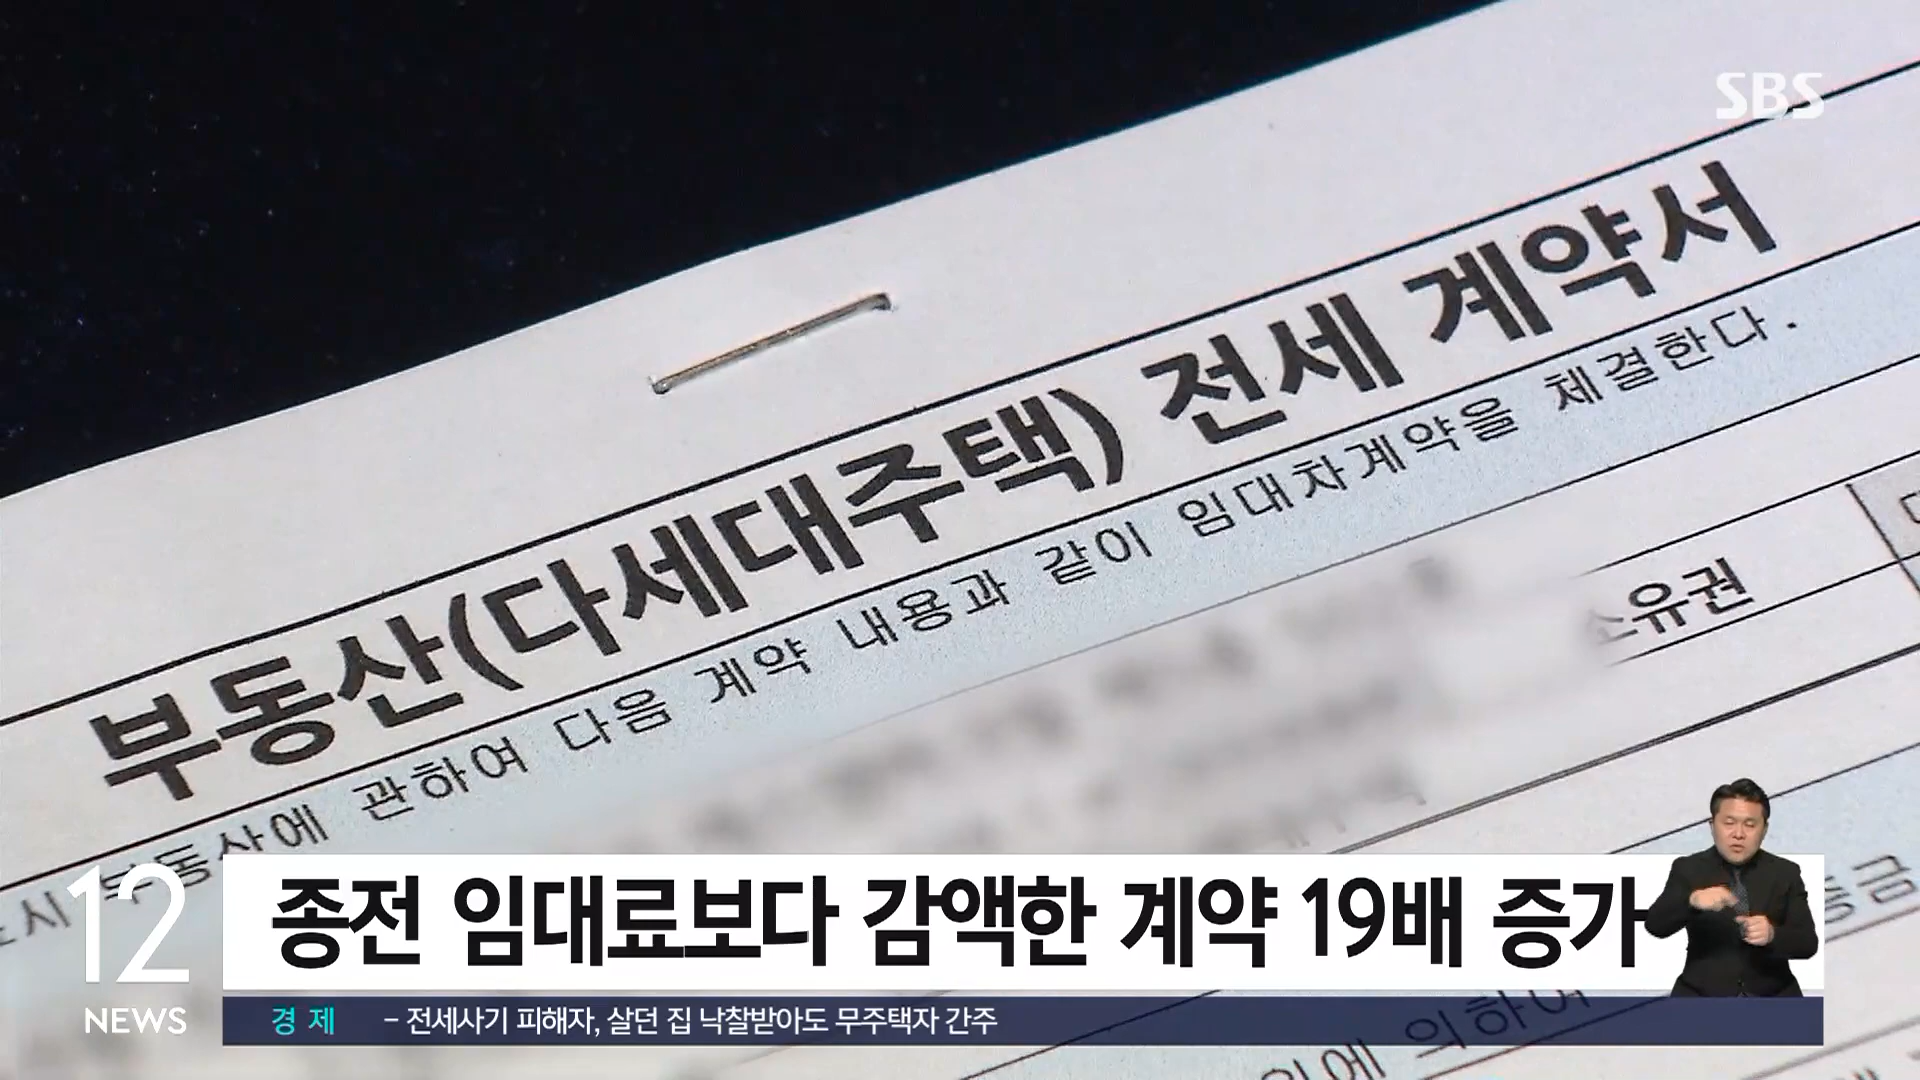 SBS
부동산(다세대주택) 전세 계약서
부동산에 관하여 다음 계약 내용과 같이 임대차계약을 체결한다.
소유권
12
NEWS
종전 임대료보다 감액한 계약 19배 증가
경 제 - 전세사기 피해자, 살던 집 낙찰받아도 무주택자 간주
의하여